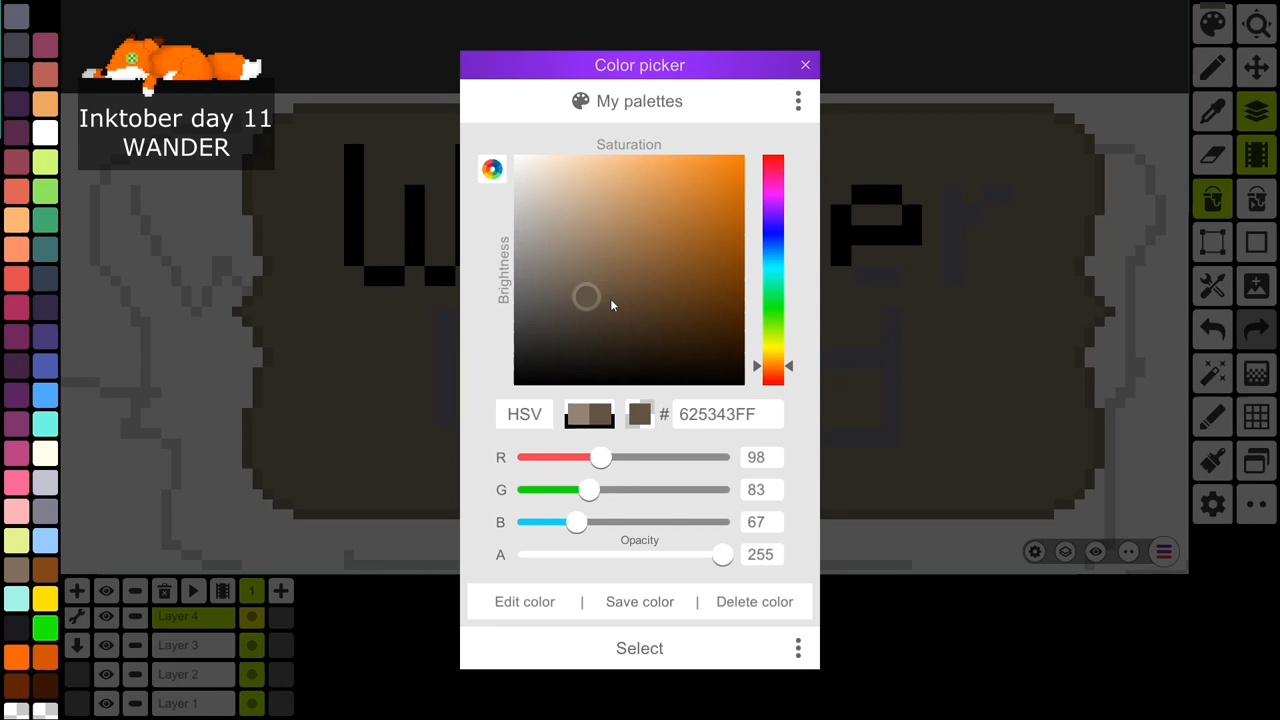 Inktober day 11
WANDER
Color picker
My palettes
Saturation
Brightness
HSV
# 625343FF
R 98
G 83
B 67
Opacity
A 255
Edit color | Save color | Delete color
Select
1
Layer 4
Layer 3
Layer 2
Layer 1